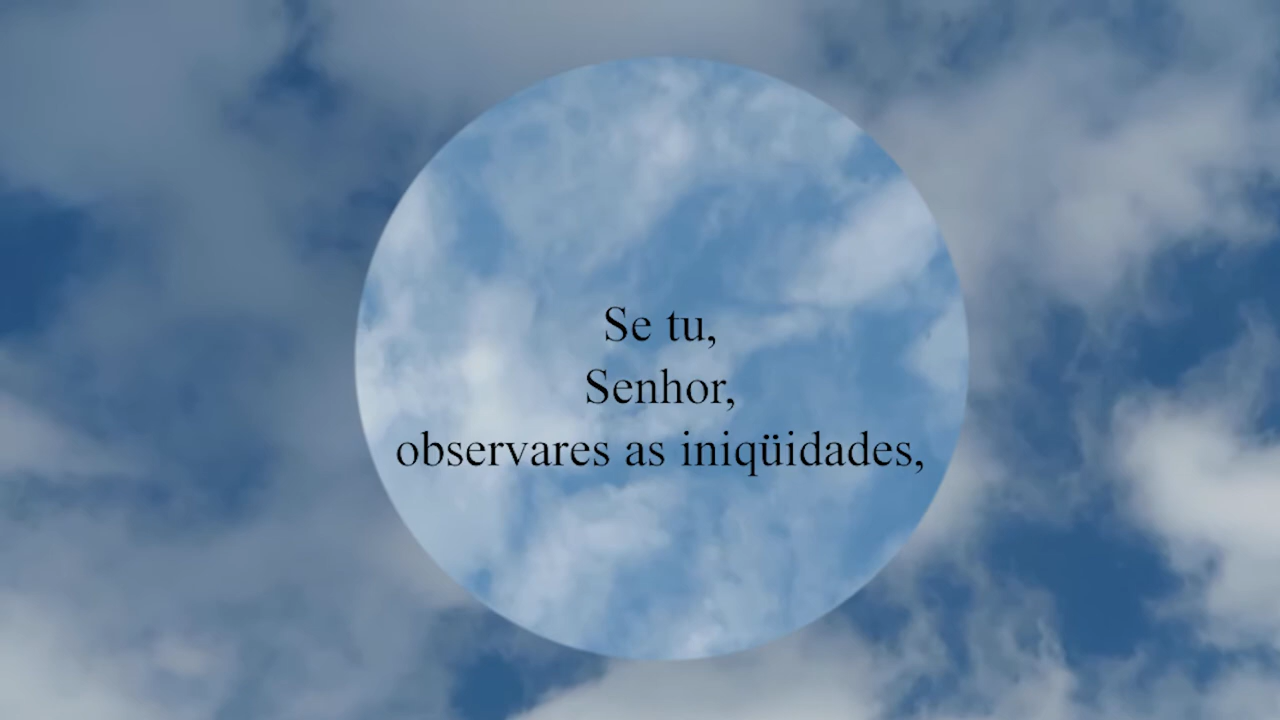 Se tu,
Senhor,
observares as iniqüidades,